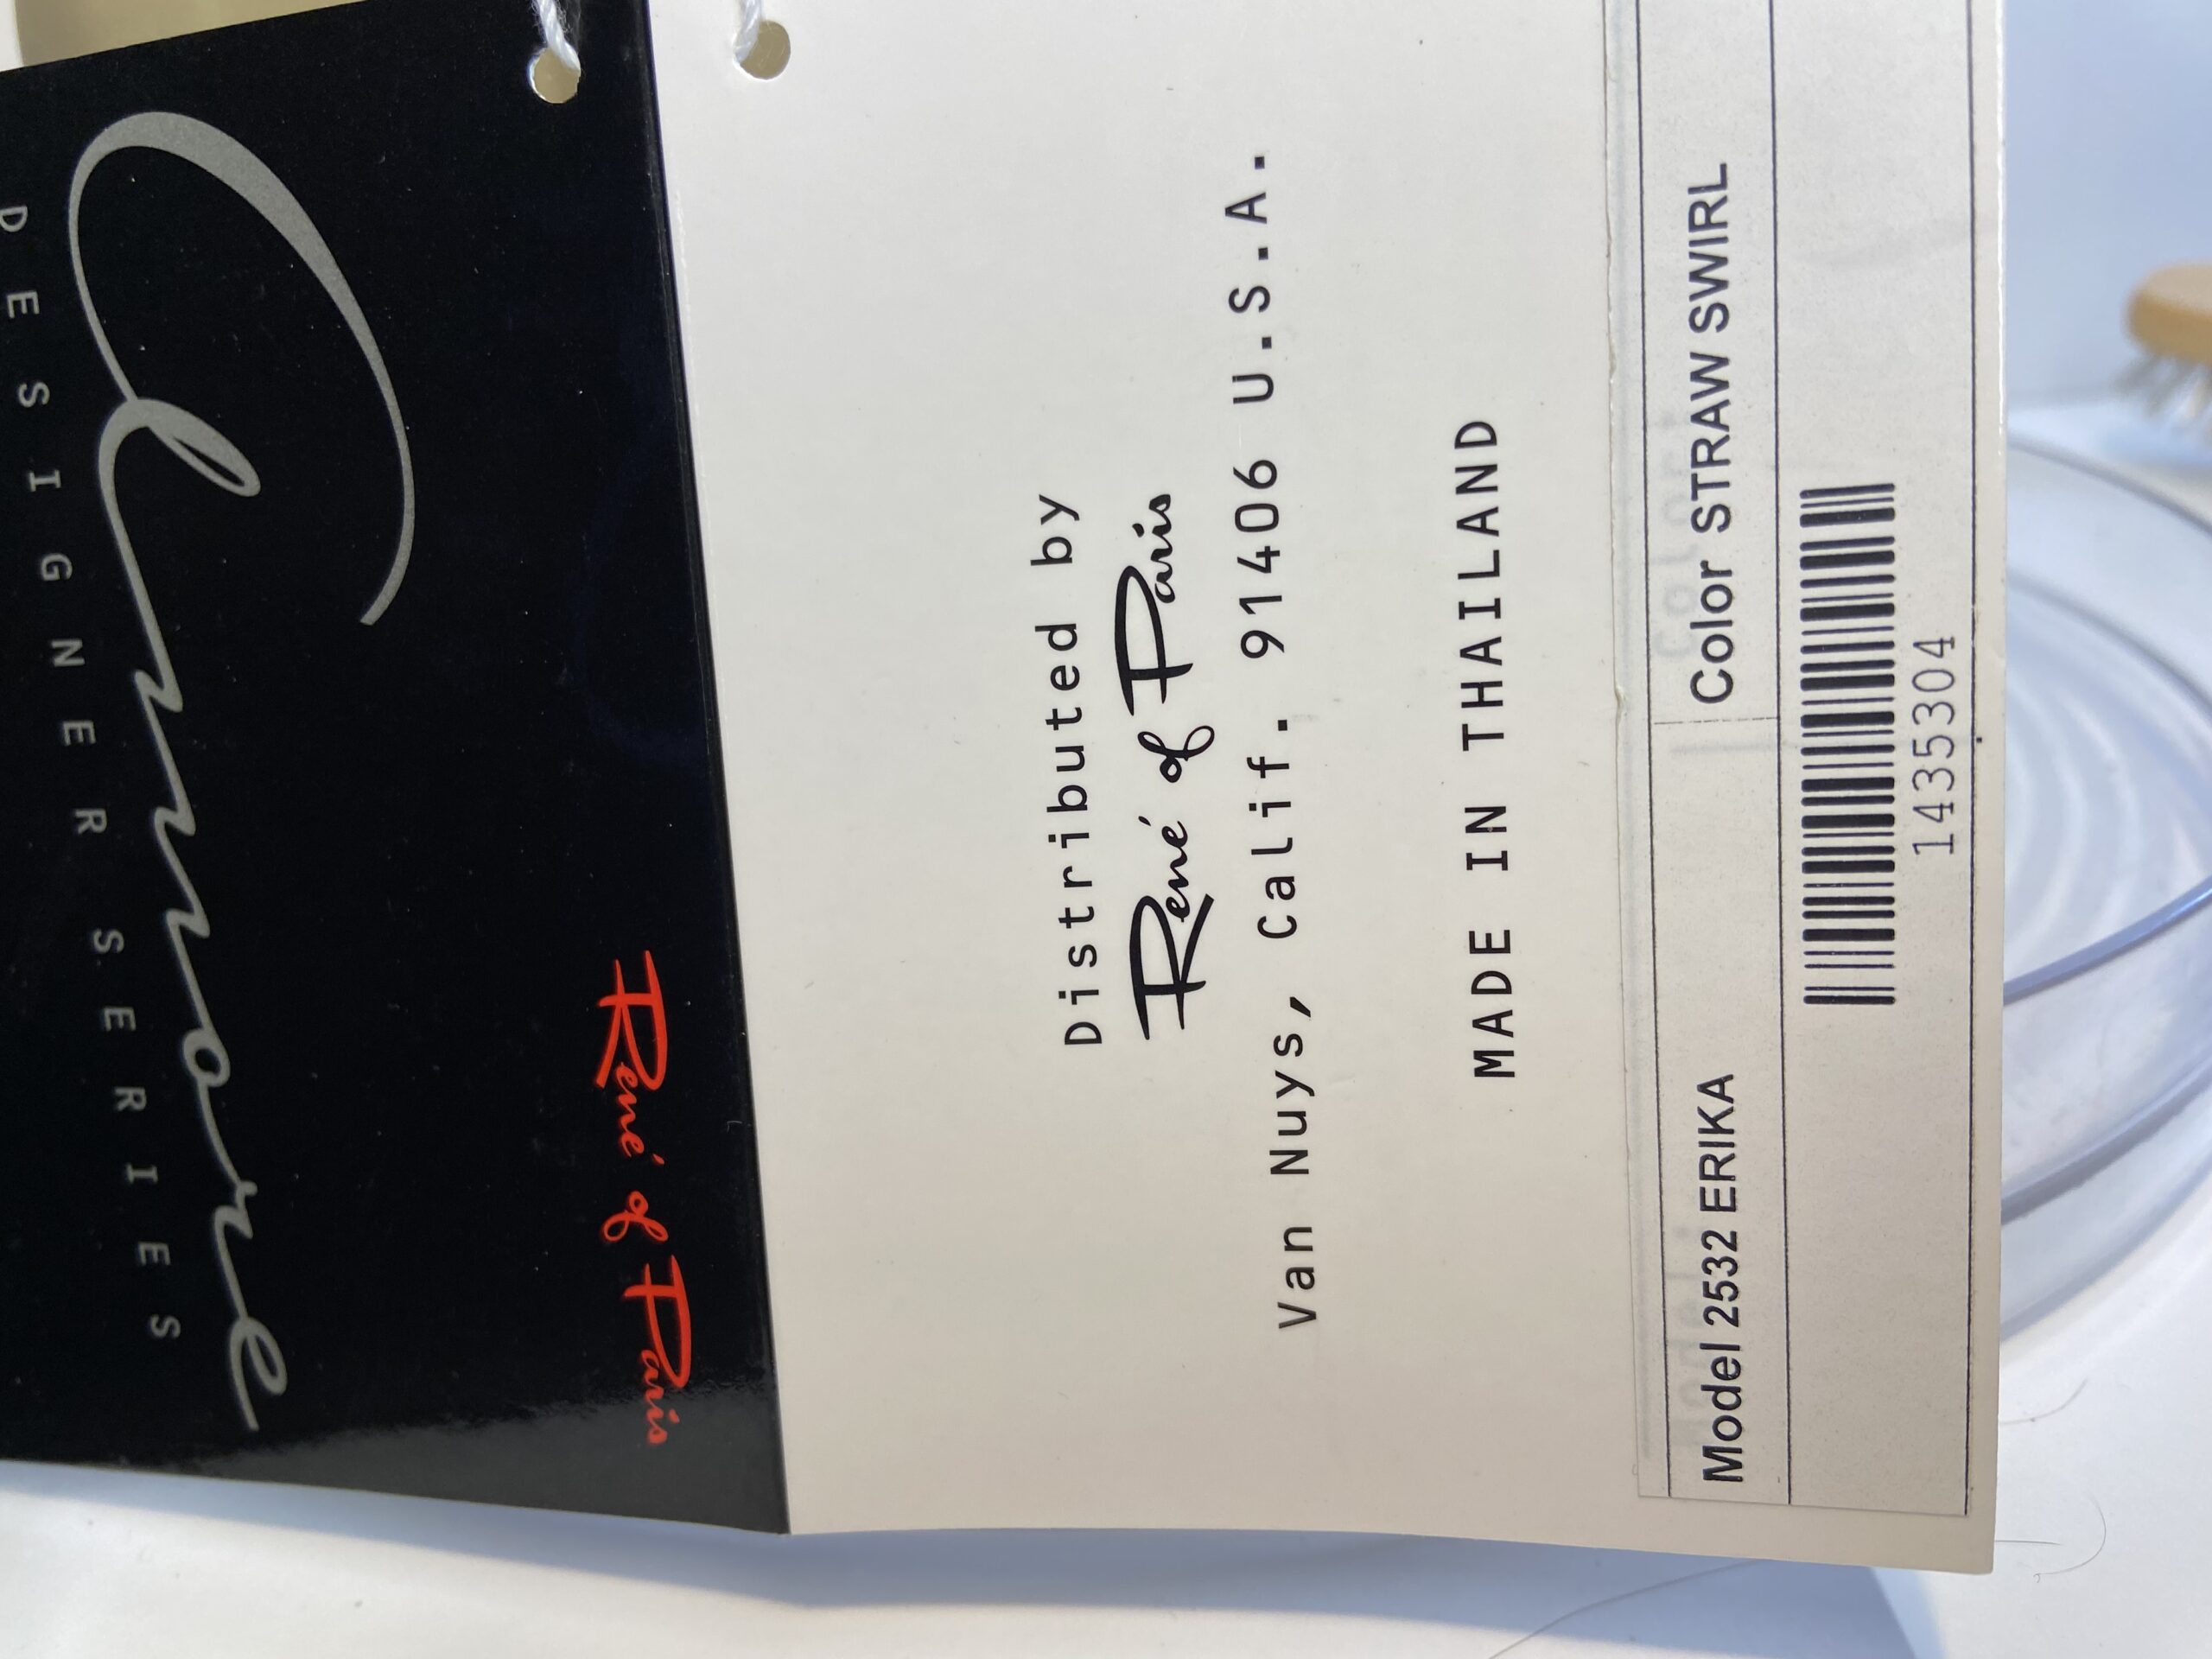 Amore
DESIGNER SERIES
René of Paris
Distributed by
René of Paris
Van Nuys, Calif. 91406 U.S.A.
MADE IN THAILAND
Model 2532 ERIKA Color STRAW SWIRL
1435304